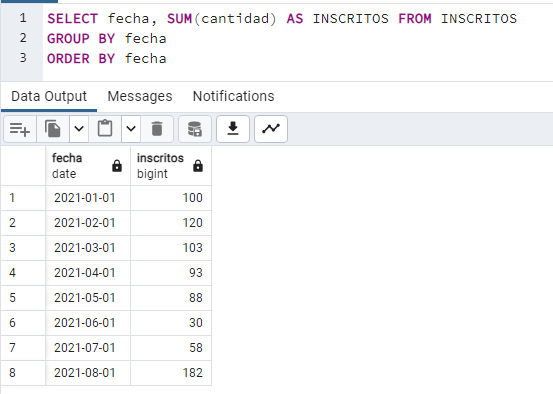 1 SELECT fecha, SUM(cantidad) AS INSCRITOS FROM INSCRITOS
2 GROUP BY fecha
3 ORDER BY fecha
Data Output Messages Notifications
fecha inscritos
date bigint
1 2021-01-01 100
2 2021-02-01 120
3 2021-03-01 103
4 2021-04-01 93
5 2021-05-01 88
6 2021-06-01 30
7 2021-07-01 58
8 2021-08-01 182